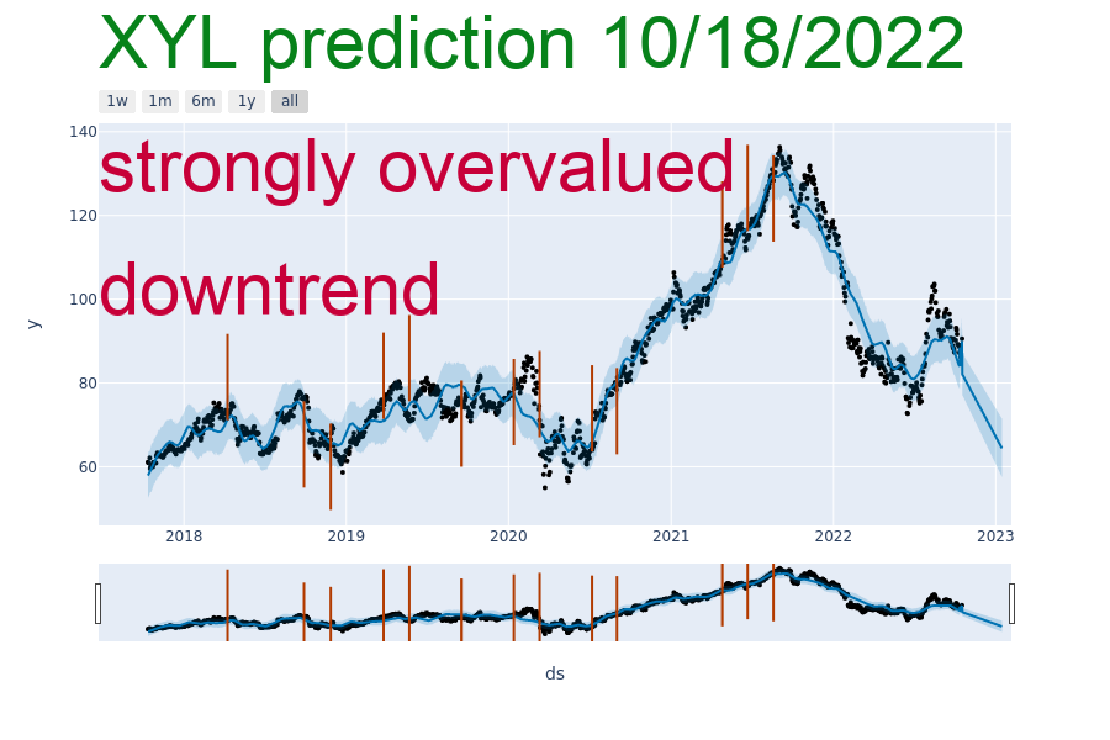 XYL prediction 10/18/2022
1w 1m 6m 1y all
140
strongly overvalued
120
downtrend
100
y
80
60
2018 2019 2020 2021 2022 2023
ds